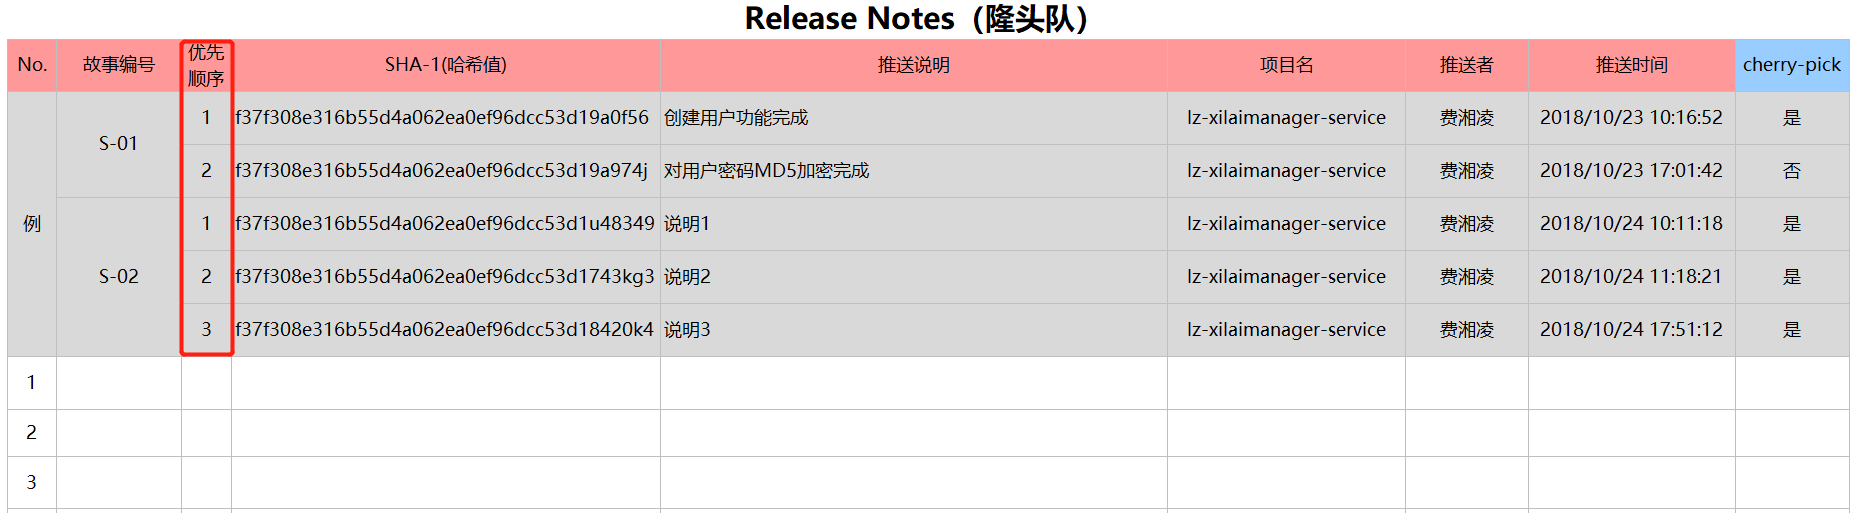 Release Notes（隆头队）
No. 故事编号 优先顺序 SHA-1(哈希值) 推送说明 项目名 推送者 推送时间 cherry-pick
例 S-01 1 f37f308e316b55d4a062ea0ef96dcc53d19a0f56 创建用户功能完成 lz-xilaimanager-service 费湘凌 2018/10/23 10:16:52 是
2 f37f308e316b55d4a062ea0ef96dcc53d19a974j 对用户密码MD5加密完成 lz-xilaimanager-service 费湘凌 2018/10/23 17:01:42 否
S-02 1 f37f308e316b55d4a062ea0ef96dcc53d1u48349 说明1 lz-xilaimanager-service 费湘凌 2018/10/24 10:11:18 是
2 f37f308e316b55d4a062ea0ef96dcc53d1743kg3 说明2 lz-xilaimanager-service 费湘凌 2018/10/24 11:18:21 是
3 f37f308e316b55d4a062ea0ef96dcc53d18420k4 说明3 lz-xilaimanager-service 费湘凌 2018/10/24 17:51:12 是
1
2
3